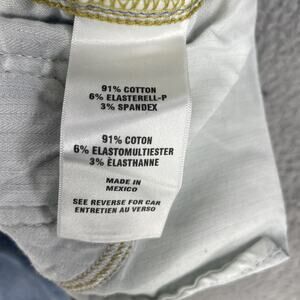 91% COTTON
6% ELASTERELL-P
3% SPANDEX
91% COTON
6% ELASTOMULTIESTER
3% ÈLASTHANNE
MADE IN
MEXICO
SEE REVERSE FOR CAR
ENTRETIEN AU VERSO